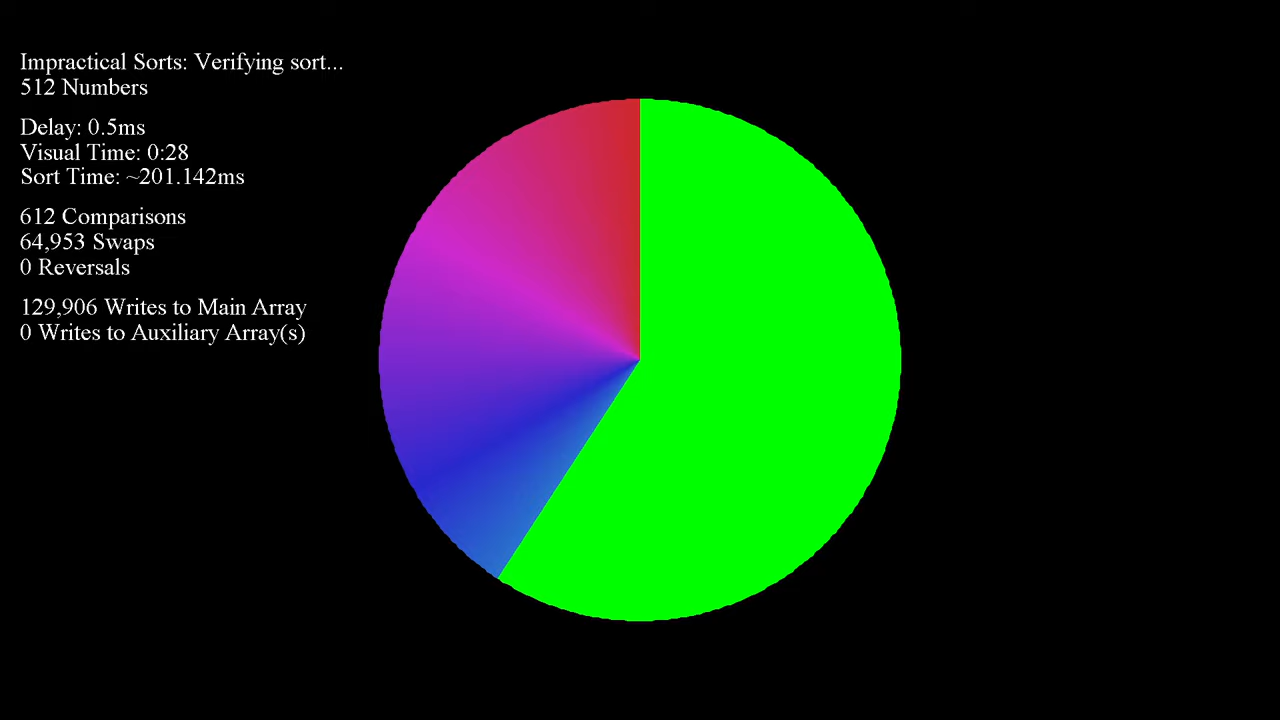 Impractical Sorts: Verifying sort...
512 Numbers
Delay: 0.5ms
Visual Time: 0:28
Sort Time: ~201.142ms
612 Comparisons
64,953 Swaps
0 Reversals
129,906 Writes to Main Array
0 Writes to Auxiliary Array(s)